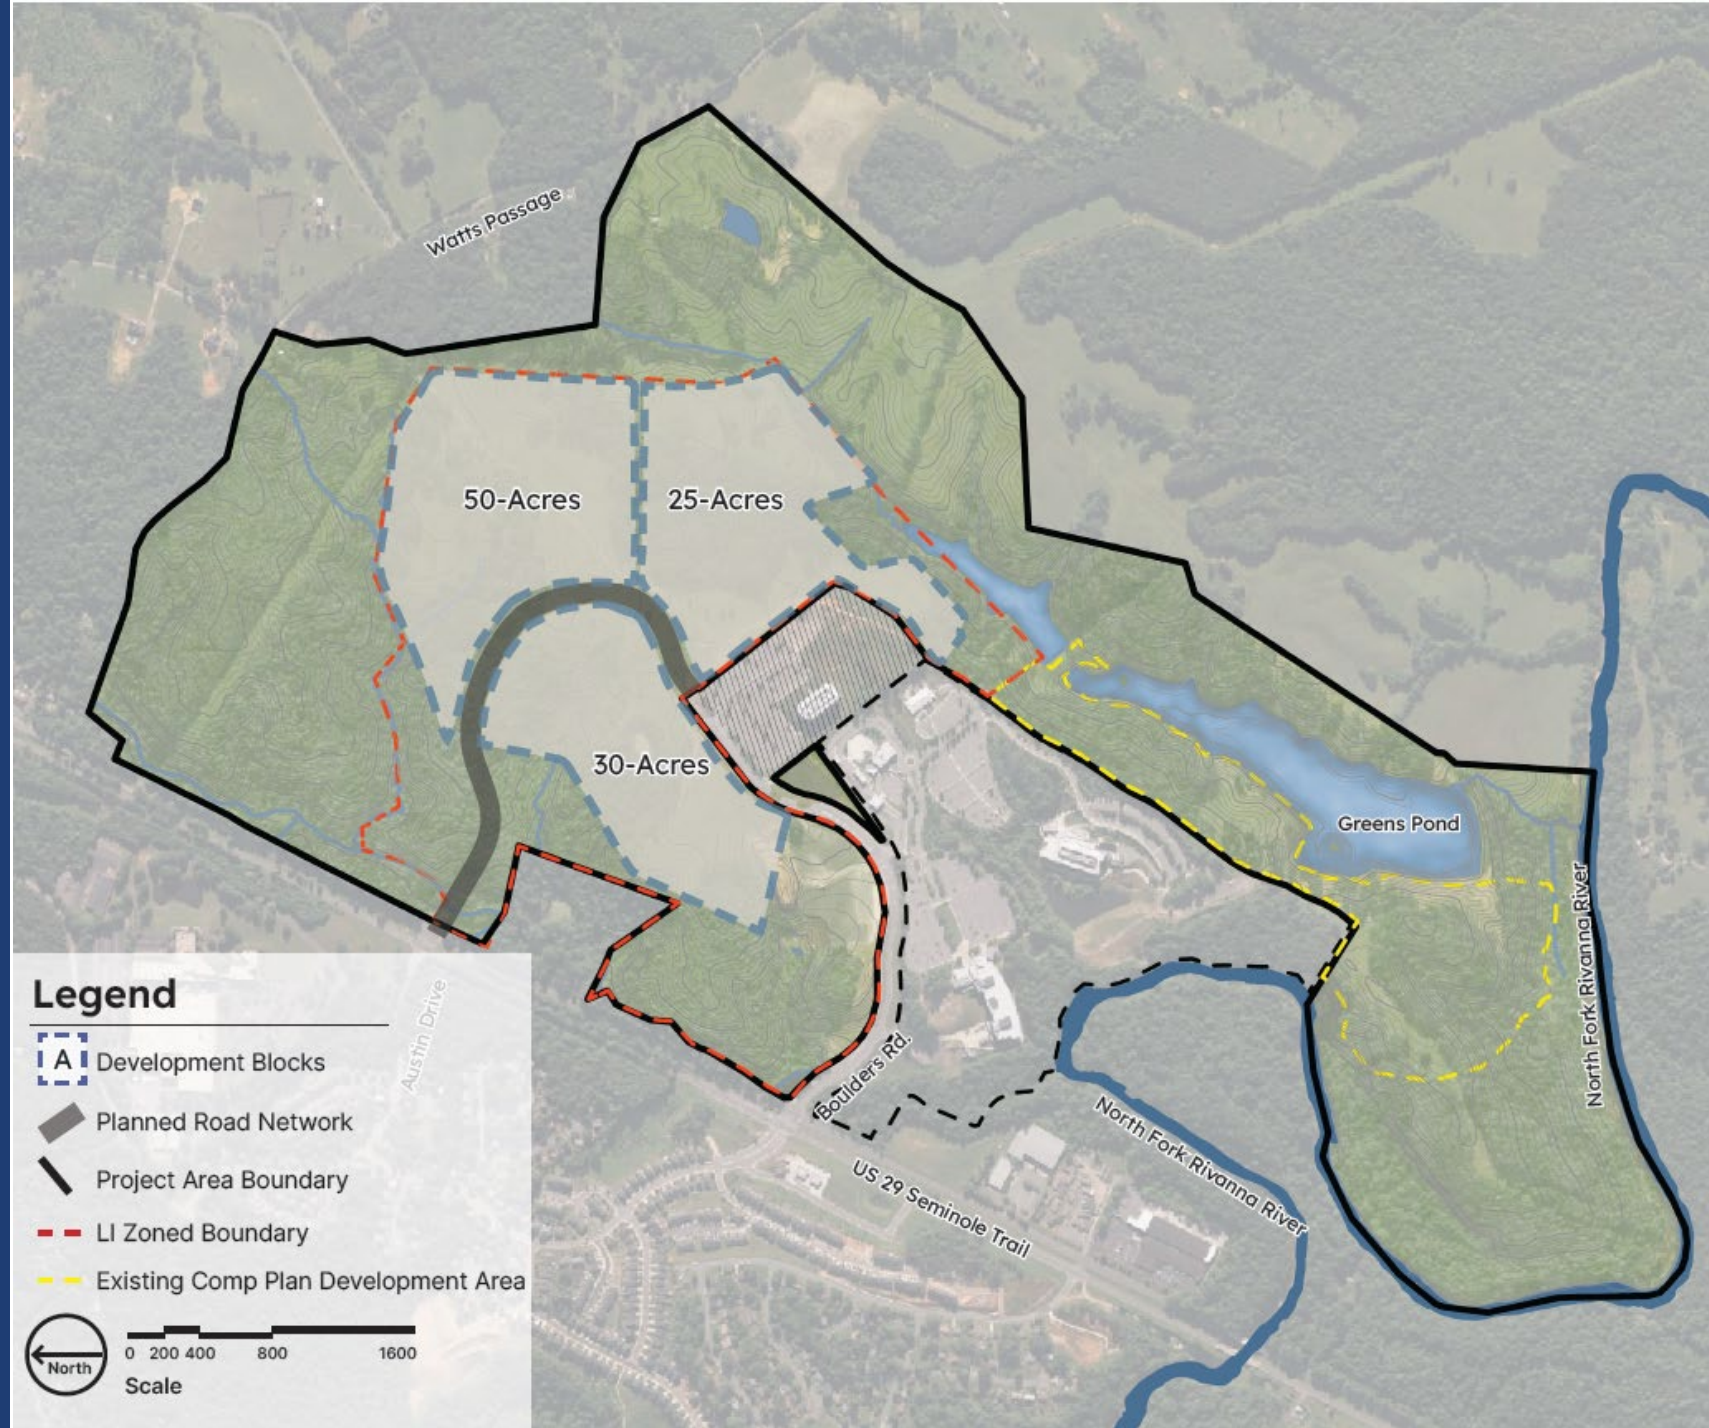 Watts Passage
50-Acres
25-Acres
30-Acres
Greens Pond
North Fork Rivanna River
Austin Drive
Boulders Rd.
North Fork Rivanna River
US 29 Seminole Trail
Legend
A
Development Blocks
Planned Road Network
Project Area Boundary
LI Zoned Boundary
Existing Comp Plan Development Area
North
0 200 400 800 1600
Scale